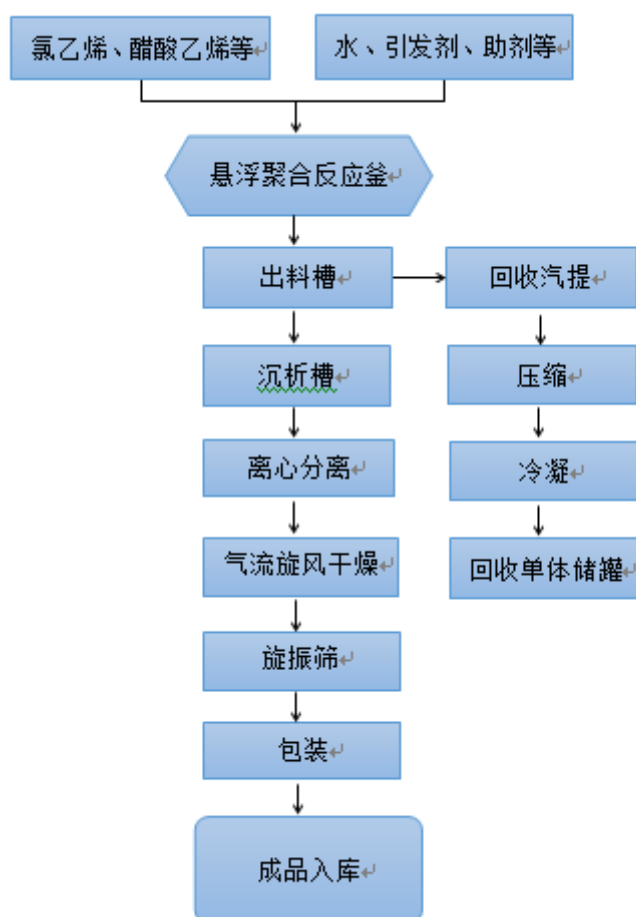 氯乙烯、醋酸乙烯等
水、引发剂、助剂等
悬浮聚合反应釜
出料槽
回收汽提
沉析槽
压缩
离心分离
冷凝
气流旋风干燥
回收单体储罐
旋振筛
包装
成品入库